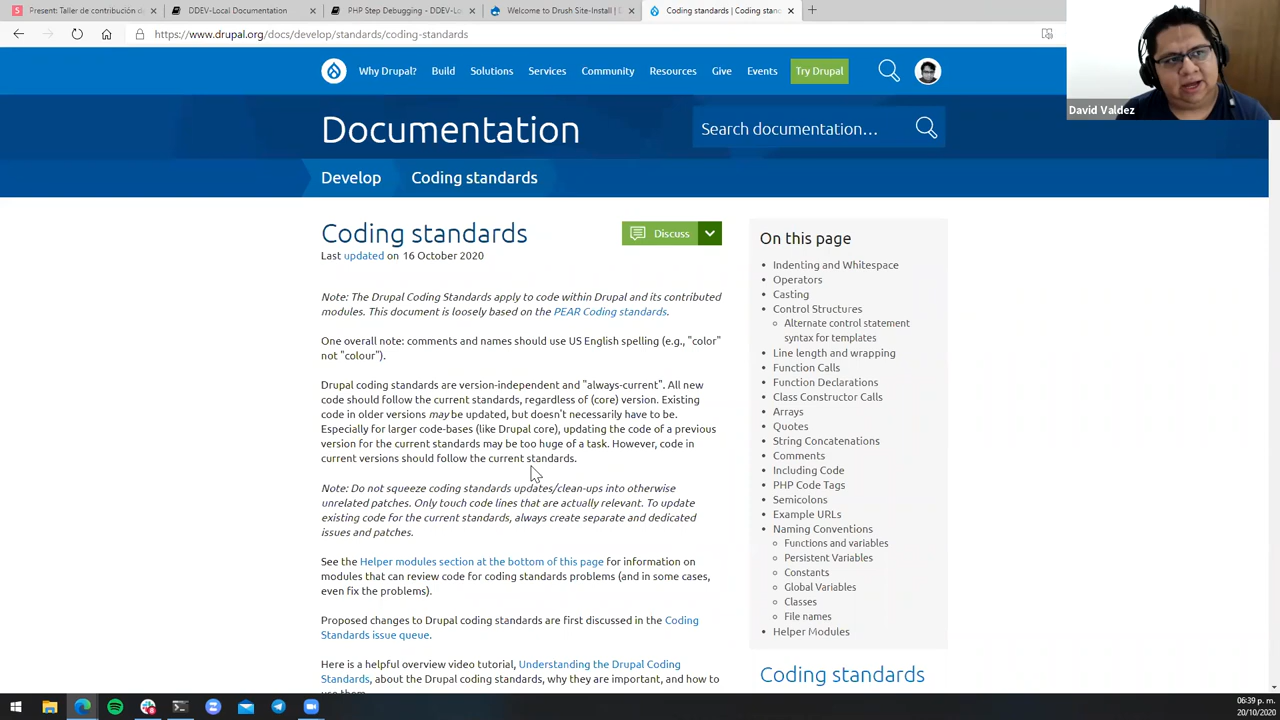 Present: Taller de contribución d
DDEV-Local Documentation
PHP Step Debugging - DDEV-Lo
Welcome to Drush Site-Install | D
Coding standards | Coding stan
https://www.drupal.org/docs/develop/standards/coding-standards
Why Drupal?
Build
Solutions
Services
Community
Resources
Give
Events
Try Drupal
David Valdez
Documentation
Search documentation…
Develop
Coding standards
Coding standards
Discuss
Last updated on 16 October 2020
Note: The Drupal Coding Standards apply to code within Drupal and its contributed
modules. This document is loosely based on the PEAR Coding standards.
One overall note: comments and names should use US English spelling (e.g., "color"
not "colour").
Drupal coding standards are version-independent and "always-current". All new
code should follow the current standards, regardless of (core) version. Existing
code in older versions may be updated, but doesn't necessarily have to be.
Especially for larger code-bases (like Drupal core), updating the code of a previous
version for the current standards may be too huge of a task. However, code in
current versions should follow the current standards.
Note: Do not squeeze coding standards updates/clean-ups into otherwise
unrelated patches. Only touch code lines that are actually relevant. To update
existing code for the current standards, always create separate and dedicated
issues and patches.
See the Helper modules section at the bottom of this page for information on
modules that can review code for coding standards problems (and in some cases,
even fix the problems).
Proposed changes to Drupal coding standards are first discussed in the Coding
Standards issue queue.
Here is a helpful overview video tutorial, Understanding the Drupal Coding
Standards, about the Drupal coding standards, why they are important, and how to
use them.
On this page
Indenting and Whitespace
Operators
Casting
Control Structures
Alternate control statement
syntax for templates
Line length and wrapping
Function Calls
Function Declarations
Class Constructor Calls
Arrays
Quotes
String Concatenations
Comments
Including Code
PHP Code Tags
Semicolons
Example URLs
Naming Conventions
Functions and variables
Persistent Variables
Constants
Global Variables
Classes
File names
Helper Modules
Coding standards
06:39 p. m.
20/10/2020